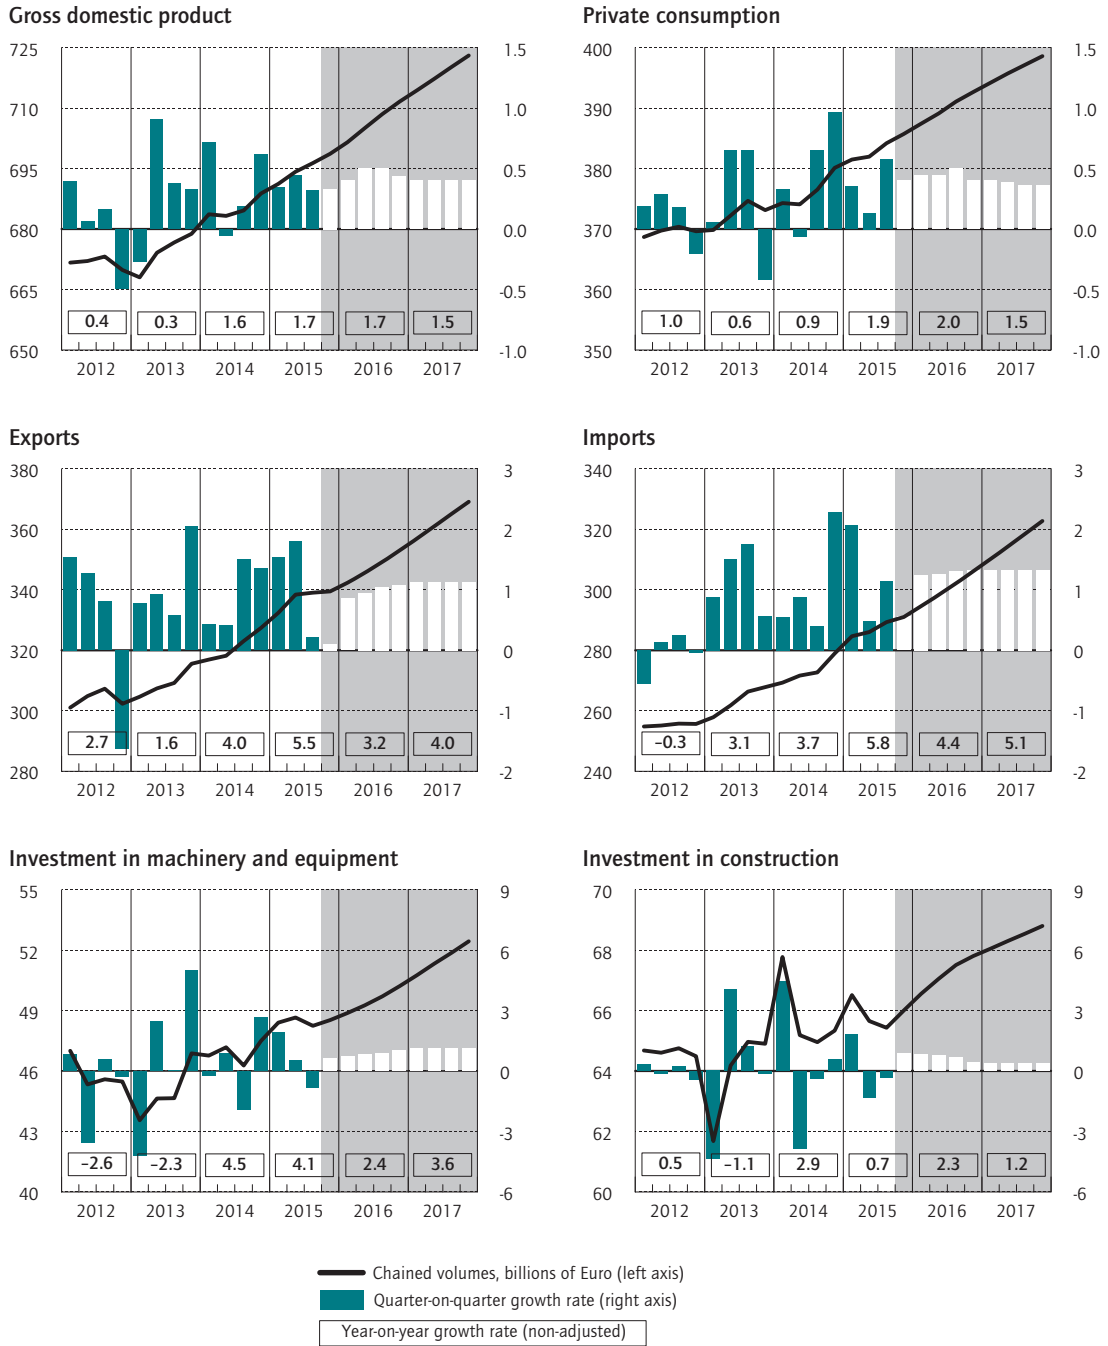 Gross domestic product
Private consumption
725 1.5 400 1.5
710 1.0 390 1.0
695 0.5 380 0.5
680 0.0 370 0.0
665 -0.5 360 -0.5
0.4 0.3 1.6 1.7 1.7 1.5 1.0 0.6 0.9 1.9 2.0 1.5
650 -1.0 350 -1.0
2012 2013 2014 2015 2016 2017 2012 2013 2014 2015 2016 2017
Exports
Imports
380 3 340 3
360 2 320 2
340 1 300 1
320 0 280 0
300 -1 260 -1
2.7 1.6 4.0 5.5 3.2 4.0 –0.3 3.1 3.7 5.8 4.4 5.1
280 -2 240 -2
2012 2013 2014 2015 2016 2017 2012 2013 2014 2015 2016 2017
Investment in machinery and equipment
Investment in construction
55 9 70 9
52 6 68 6
49 3 66 3
46 0 64 0
43 -3 62 -3
–2.6 –2.3 4.5 4.1 2.4 3.6 0.5 –1.1 2.9 0.7 2.3 1.2
40 -6 60 -6
2012 2013 2014 2015 2016 2017 2012 2013 2014 2015 2016 2017
Chained volumes, billions of Euro (left axis)
Quarter-on-quarter growth rate (right axis)
Year-on-year growth rate (non-adjusted)